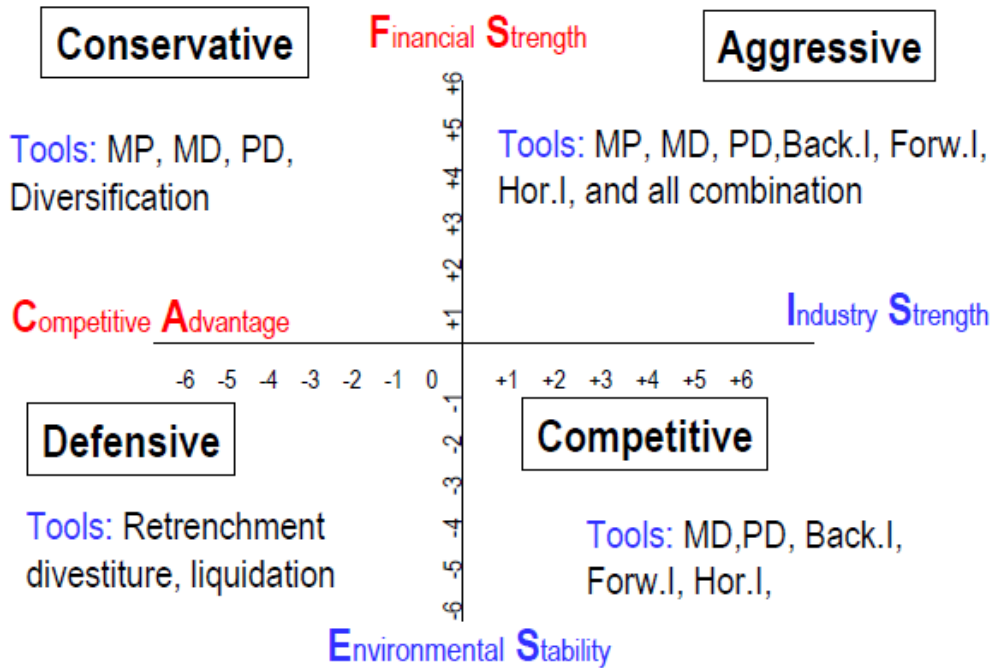 Conservative
Financial Strength
Aggressive
Tools: MP, MD, PD,
Diversification
Tools: MP, MD, PD,Back.I, Forw.I,
Hor.I, and all combination
+6
+5
+4
+3
+2
+1
Competitive Advantage
Industry Strength
-6 -5 -4 -3 -2 -1 0 +1 +2 +3 +4 +5 +6
-1
-2
-3
-4
-5
-6
Defensive
Competitive
Tools: Retrenchment
divestiture, liquidation
Tools: MD,PD, Back.I,
Forw.I, Hor.I,
Environmental Stability